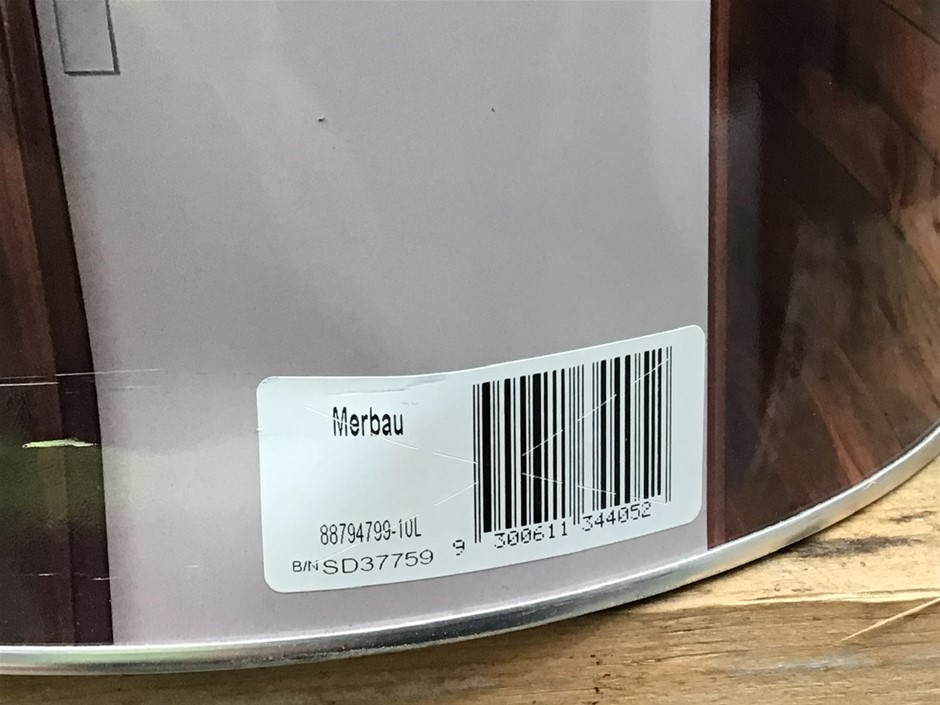 Merbau
88794799-10L
B/N SD37759
9 300611 344052